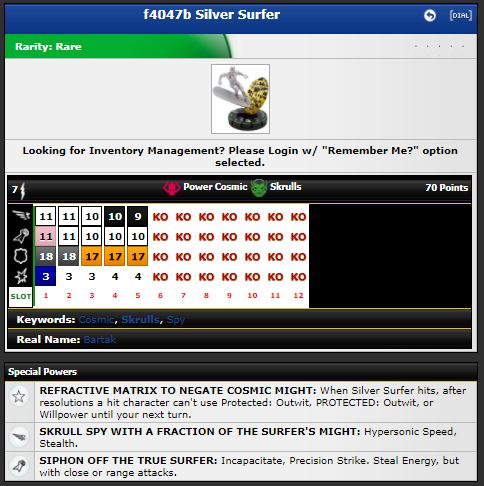 f4047b Silver Surfer
[DIAL]
Rarity: Rare
Looking for Inventory Management? Please Login w/ "Remember Me?" option
selected.
7 Power Cosmic Skrulls 70 Points
11 11 10 10 9 KO KO KO KO KO KO KO
11 11 10 10 10 KO KO KO KO KO KO KO
18 18 17 17 17 KO KO KO KO KO KO KO
3 3 3 4 4 KO KO KO KO KO KO KO
SLOT 1 2 3 4 5 6 7 8 9 10 11 12
Keywords: Cosmic, Skrulls, Spy
Real Name: Bartak
Special Powers
REFRACTIVE MATRIX TO NEGATE COSMIC MIGHT: When Silver Surfer hits, after
resolutions a hit character can't use Protected: Outwit, PROTECTED: Outwit, or
Willpower until your next turn.
SKRULL SPY WITH A FRACTION OF THE SURFER'S MIGHT: Hypersonic Speed,
Stealth.
SIPHON OFF THE TRUE SURFER: Incapacitate, Precision Strike. Steal Energy, but
with close or range attacks.